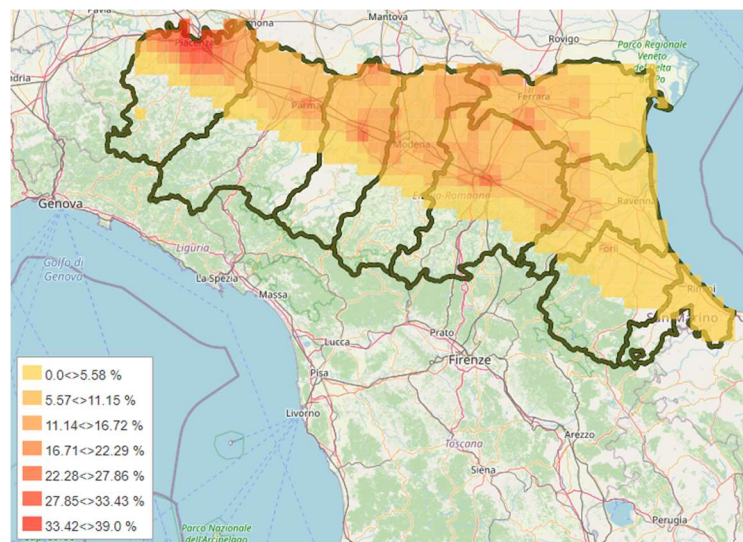 Pavia
Mantova
Rovigo
Parco Regionale
Veneto
del Delta
Piacenza
Parma
Ferrara
Modena
Emilia-Romagna
Ravenna
Genova
Forlì
Rimini
Liguria
Golfo di
Genova
La Spezia
San Marino
Massa
Prato
Lucca
Firenze
Pisa
Livorno
Arezzo
Toscana
Siena
Perugia
Parco Nazionale
dell'Arcipelago
0.0<>5.58 %
5.57<>11.15 %
11.14<>16.72 %
16.71<>22.29 %
22.28<>27.86 %
27.85<>33.43 %
33.42<>39.0 %